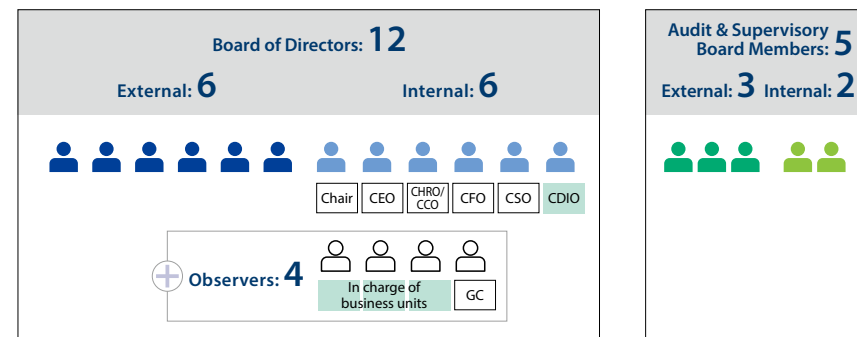 Board of Directors: 12
External: 6
Internal: 6
Chair
CEO
CHRO/
CCO
CFO
CSO
CDIO
Observers: 4
In charge of
business units
GC
Audit & Supervisory
Board Members: 5
External: 3 Internal: 2